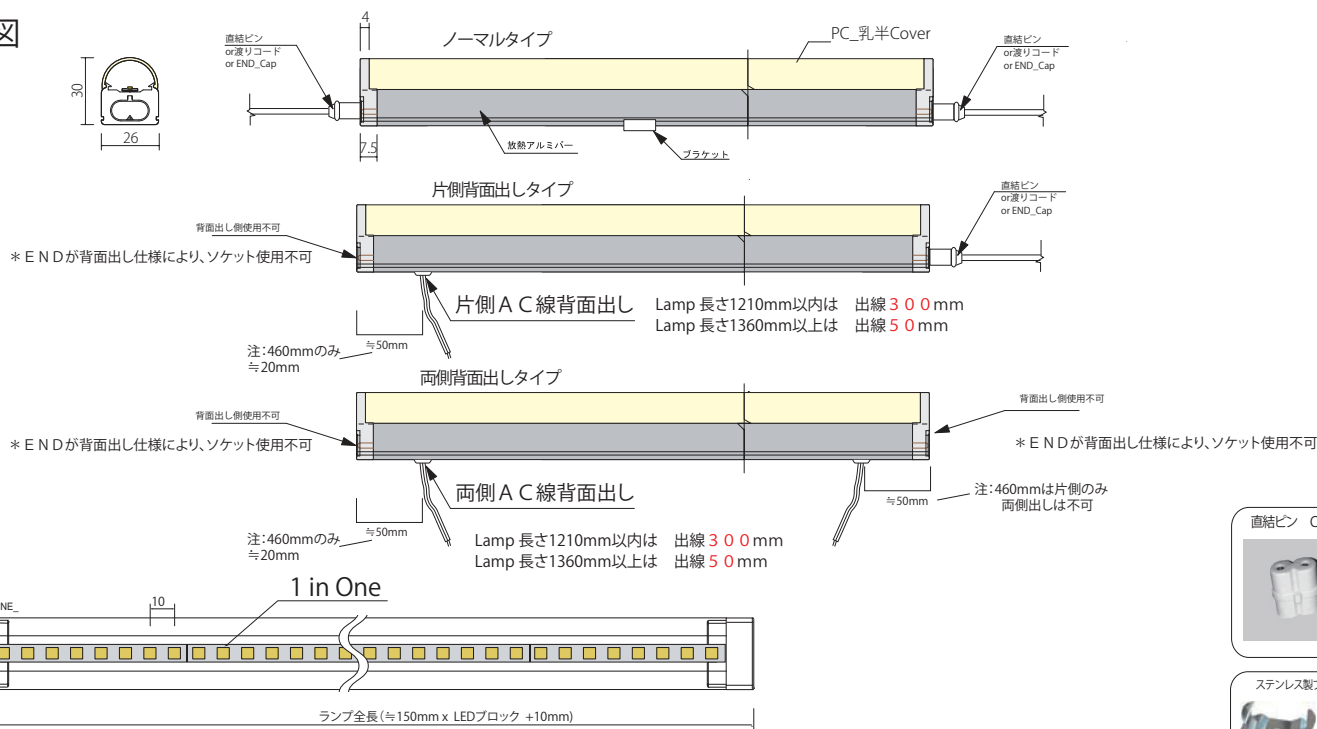 図
30
26
4
7.5
直結ピン
or渡りコード
or END_Cap
ノーマルタイプ
PC_乳半Cover
直結ピン
or渡りコード
or END_Cap
放熱アルミバー
ブラケット
片側背面出しタイプ
直結ピン
or渡りコード
or END_Cap
背面出し側使用不可
＊ＥＮＤが背面出し仕様により、ソケット使用不可
片側ＡＣ線背面出し
Lamp 長さ1210mm以内は 出線３００mm
Lamp 長さ1360mm以上は 出線５０mm
≒50mm
注：460mmのみ
≒20mm
両側背面出しタイプ
背面出し側使用不可
＊ＥＮＤが背面出し仕様により、ソケット使用不可
背面出し側使用不可
＊ＥＮＤが背面出し仕様により、ソケット使用不可
両側ＡＣ線背面出し
≒50mm
注：460mmは片側のみ
両側出しは不可
≒50mm
注：460mmのみ
≒20mm
Lamp 長さ1210mm以内は 出線３００mm
Lamp 長さ1360mm以上は 出線５０mm
1 in One
NE_
10
ランプ全長（≒150mm x LEDブロック +10mm）
直結ピン C
ステンレス製